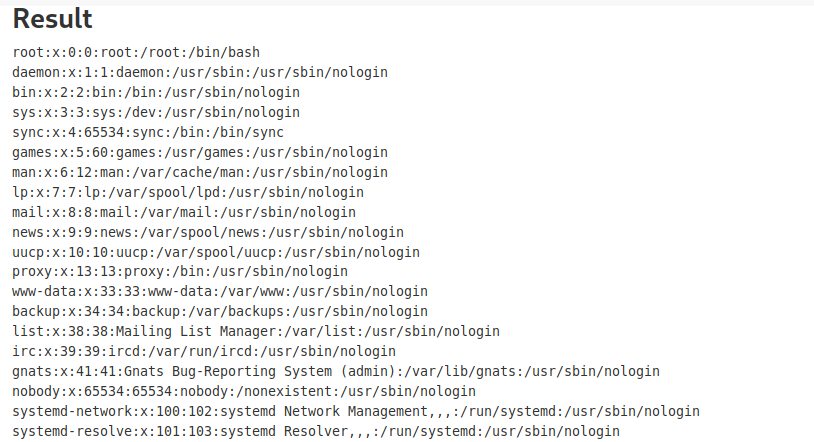 Result
root:x:0:0:root:/root:/bin/bash
daemon:x:1:1:daemon:/usr/sbin:/usr/sbin/nologin
bin:x:2:2:bin:/bin:/usr/sbin/nologin
sys:x:3:3:sys:/dev:/usr/sbin/nologin
sync:x:4:65534:sync:/bin:/bin/sync
games:x:5:60:games:/usr/games:/usr/sbin/nologin
man:x:6:12:man:/var/cache/man:/usr/sbin/nologin
lp:x:7:7:lp:/var/spool/lpd:/usr/sbin/nologin
mail:x:8:8:mail:/var/mail:/usr/sbin/nologin
news:x:9:9:news:/var/spool/news:/usr/sbin/nologin
uucp:x:10:10:uucp:/var/spool/uucp:/usr/sbin/nologin
proxy:x:13:13:proxy:/bin:/usr/sbin/nologin
www-data:x:33:33:www-data:/var/www:/usr/sbin/nologin
backup:x:34:34:backup:/var/backups:/usr/sbin/nologin
list:x:38:38:Mailing List Manager:/var/list:/usr/sbin/nologin
irc:x:39:39:ircd:/var/run/ircd:/usr/sbin/nologin
gnats:x:41:41:Gnats Bug-Reporting System (admin):/var/lib/gnats:/usr/sbin/nologin
nobody:x:65534:65534:nobody:/nonexistent:/usr/sbin/nologin
systemd-network:x:100:102:systemd Network Management,,,:/run/systemd:/usr/sbin/nologin
systemd-resolve:x:101:103:systemd Resolver,,,:/run/systemd:/usr/sbin/nologin